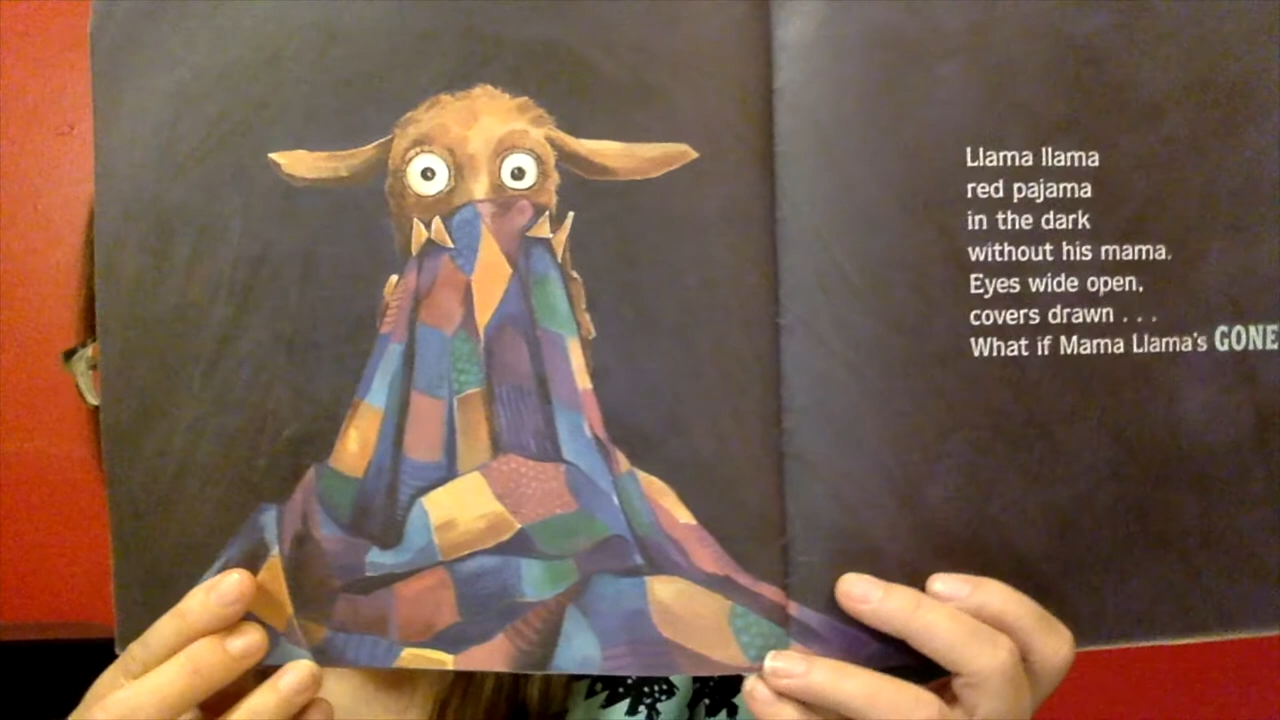 Llama llama
red pajama
in the dark
without his mama.
Eyes wide open,
covers drawn . . .
What if Mama Llama's GONE